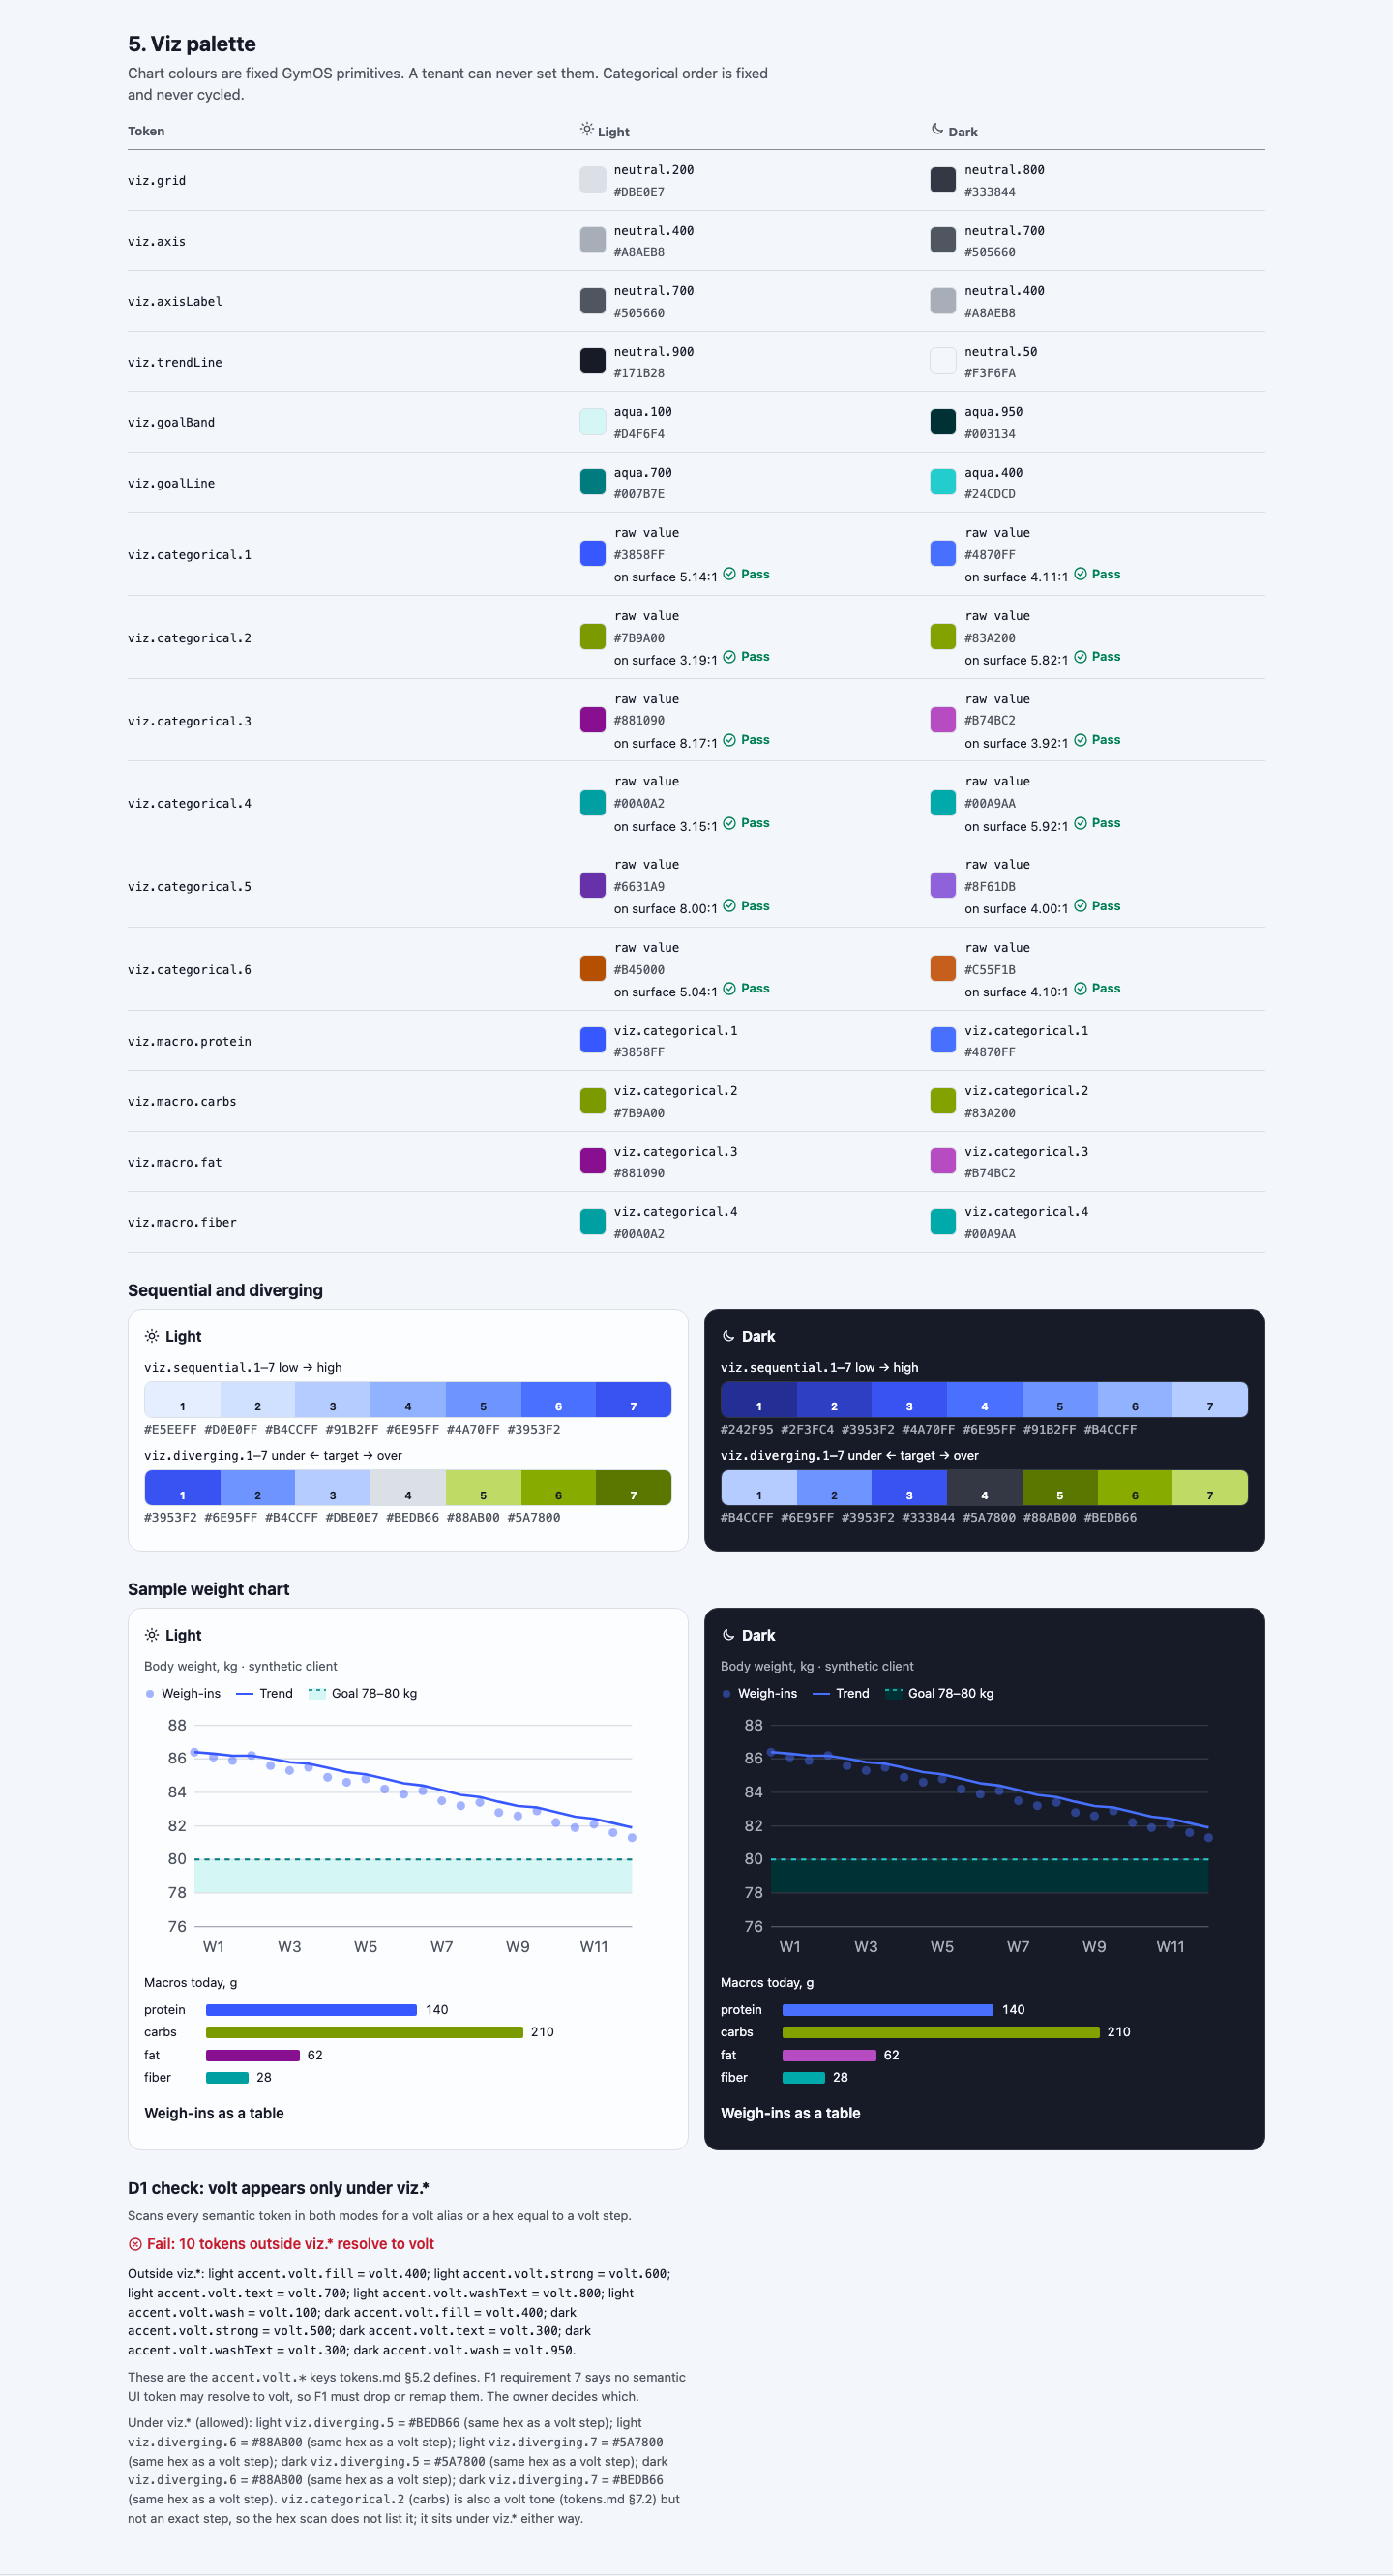 5. Viz palette
Chart colours are fixed GymOS primitives. A tenant can never set them. Categorical order is fixed
and never cycled.
Token Light Dark
viz.grid neutral.200 #DBE0E7 neutral.800 #333844
viz.axis neutral.400 #A8AEB8 neutral.700 #505660
viz.axisLabel neutral.700 #505660 neutral.400 #A8AEB8
viz.trendLine neutral.900 #171B28 neutral.50 #F3F6FA
viz.goalBand aqua.100 #D4F6F4 aqua.950 #003134
viz.goalLine aqua.700 #007B7E aqua.400 #24CDCD
viz.categorical.1 raw value #3858FF on surface 5.14:1 Pass raw value #4870FF on surface 4.11:1 Pass
viz.categorical.2 raw value #7B9A00 on surface 3.19:1 Pass raw value #83A200 on surface 5.82:1 Pass
viz.categorical.3 raw value #881090 on surface 8.17:1 Pass raw value #B74BC2 on surface 3.92:1 Pass
viz.categorical.4 raw value #00A0A2 on surface 3.15:1 Pass raw value #00A9AA on surface 5.92:1 Pass
viz.categorical.5 raw value #6631A9 on surface 8.00:1 Pass raw value #8F61DB on surface 4.00:1 Pass
viz.categorical.6 raw value #B45000 on surface 5.04:1 Pass raw value #C55F1B on surface 4.10:1 Pass
viz.macro.protein viz.categorical.1 #3858FF viz.categorical.1 #4870FF
viz.macro.carbs viz.categorical.2 #7B9A00 viz.categorical.2 #83A200
viz.macro.fat viz.categorical.3 #881090 viz.categorical.3 #B74BC2
viz.macro.fiber viz.categorical.4 #00A0A2 viz.categorical.4 #00A9AA
Sequential and diverging
Light
viz.sequential.1–7 low → high
1 2 3 4 5 6 7
#E5EEFF #D0E0FF #B4CCFF #91B2FF #6E95FF #4A70FF #3953F2
viz.diverging.1–7 under ← target → over
1 2 3 4 5 6 7
#3953F2 #6E95FF #B4CCFF #DBE0E7 #BEDB66 #88AB00 #5A7800
Dark
viz.sequential.1–7 low → high
1 2 3 4 5 6 7
#242F95 #2F3FC4 #3953F2 #4A70FF #6E95FF #91B2FF #B4CCFF
viz.diverging.1–7 under ← target → over
1 2 3 4 5 6 7
#B4CCFF #6E95FF #3953F2 #333844 #5A7800 #88AB00 #BEDB66
Sample weight chart
Light
Body weight, kg · synthetic client
Weigh-ins Trend Goal 78–80 kg
88
86
84
82
80
78
76
W1 W3 W5 W7 W9 W11
Macros today, g
protein 140
carbs 210
fat 62
fiber 28
Weigh-ins as a table
Dark
Body weight, kg · synthetic client
Weigh-ins Trend Goal 78–80 kg
88
86
84
82
80
78
76
W1 W3 W5 W7 W9 W11
Macros today, g
protein 140
carbs 210
fat 62
fiber 28
Weigh-ins as a table
D1 check: volt appears only under viz.*
Scans every semantic token in both modes for a volt alias or a hex equal to a volt step.
Fail: 10 tokens outside viz.* resolve to volt
Outside viz.*: light accent.volt.fill = volt.400; light accent.volt.strong = volt.600;
light accent.volt.text = volt.700; light accent.volt.washText = volt.800; light
accent.volt.wash = volt.100; dark accent.volt.fill = volt.400; dark
accent.volt.strong = volt.500; dark accent.volt.text = volt.300; dark
accent.volt.washText = volt.300; dark accent.volt.wash = volt.950.
These are the accent.volt.* keys tokens.md §5.2 defines. F1 requirement 7 says no semantic
UI token may resolve to volt, so F1 must drop or remap them. The owner decides which.
Under viz.* (allowed): light viz.diverging.5 = #BEDB66 (same hex as a volt step); light
viz.diverging.6 = #88AB00 (same hex as a volt step); light viz.diverging.7 = #5A7800
(same hex as a volt step); dark viz.diverging.5 = #5A7800 (same hex as a volt step); dark
viz.diverging.6 = #88AB00 (same hex as a volt step); dark viz.diverging.7 = #BEDB66
(same hex as a volt step). viz.categorical.2 (carbs) is also a volt tone (tokens.md §7.2) but
not an exact step, so the hex scan does not list it; it sits under viz.* either way.